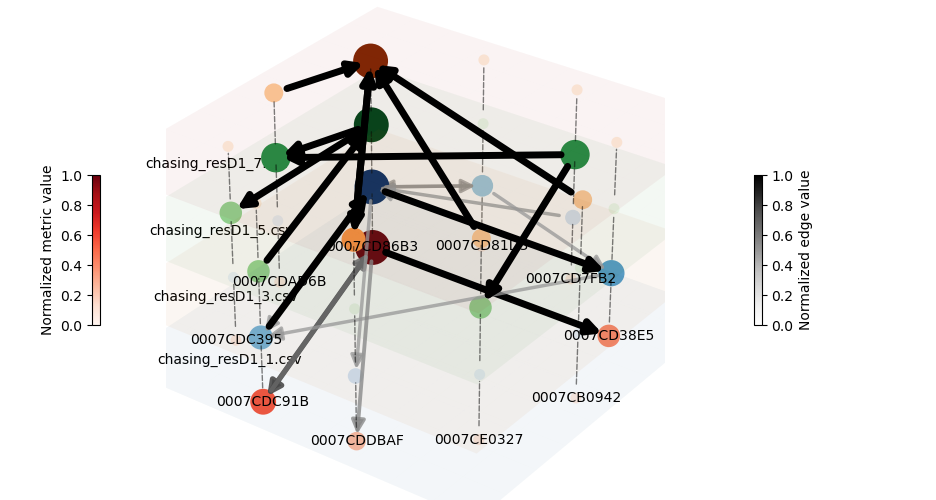 Normalized metric value
1.0
0.8
0.6
0.4
0.2
0.0
chasing_resD1_7.
chasing_resD1_5.csv
chasing_resD1_3.csv
chasing_resD1_1.csv
0007CD86B3
0007CD7FB2
0007CDC395
0007CD38E5
0007CDC91B
0007CB0942
0007CDDBAF
0007CE0327
1.0
0.8
0.6
0.4
0.2
0.0
Normalized edge value